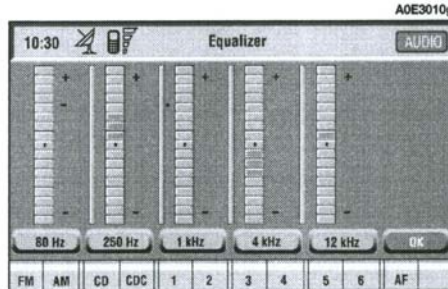 A0E3010
10:30 Equalizer AUDIO
+ + + + +
- - - - -
80 Hz 250 Hz 1 kHz 4 kHz 12 kHz OK
FM AM CD CDC 1 2 3 4 5 6 AF